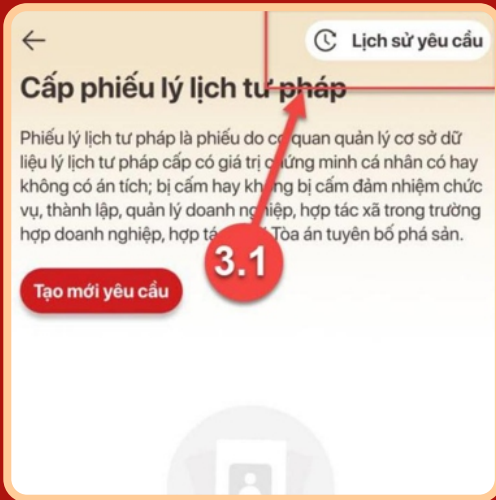 Lịch sử yêu cầu
Cấp phiếu lý lịch tư pháp
Phiếu lý lịch tư pháp là phiếu do cơ quan quản lý cơ sở dữ
liệu lý lịch tư pháp cấp có giá trị chứng minh cá nhân có hay
không có án tích; bị cấm hay không bị cấm đảm nhiệm chức
vụ, thành lập, quản lý doanh nghiệp, hợp tác xã trong trường
hợp doanh nghiệp, hợp Tòa án tuyên bố phá sản.
3.1
Tạo mới yêu cầu